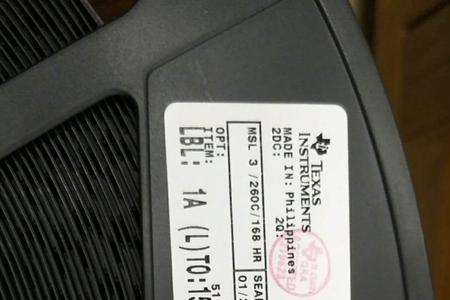 TEXAS
INSTRUMENTS
MADE IN: Philippines
2DC: 2Q:
MSL 3 /260C/168 HR SEA
01/
OPT:
ITEM: 51
LBL: 1A (L)TO:1